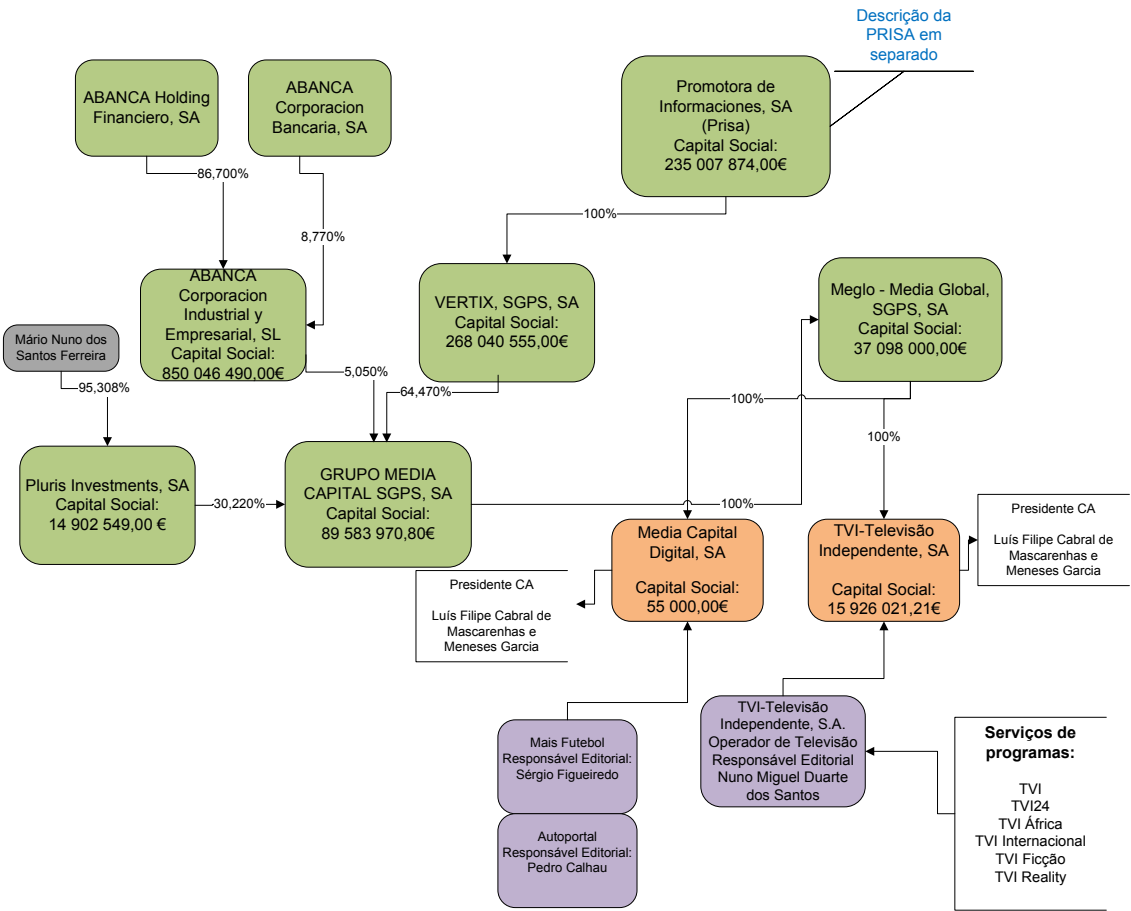 Descrição da
PRISA em
separado
ABANCA Holding
Financiero, SA
ABANCA
Corporacion
Bancaria, SA
Promotora de
Informaciones, SA
(Prisa)
Capital Social:
235 007 874,00€
86,700%
8,770%
100%
ABANCA
Corporacion
Industrial y
Empresarial, SL
Capital Social:
850 046 490,00€
VERTIX, SGPS, SA
Capital Social:
268 040 555,00€
Meglo - Media Global,
SGPS, SA
Capital Social:
37 098 000,00€
Mário Nuno dos
Santos Ferreira
95,308%
5,050%
64,470%
100%
100%
Pluris Investments, SA
Capital Social:
14 902 549,00 €
30,220%
GRUPO MEDIA
CAPITAL SGPS, SA
Capital Social:
89 583 970,80€
100%
Media Capital
Digital, SA
Capital Social:
55 000,00€
TVI-Televisão
Independente, SA
Capital Social:
15 926 021,21€
Presidente CA
Luís Filipe Cabral de
Mascarenhas e
Meneses Garcia
Presidente CA
Luís Filipe Cabral de
Mascarenhas e
Meneses Garcia
Mais Futebol
Responsável Editorial:
Sérgio Figueiredo
Autoportal
Responsável Editorial:
Pedro Calhau
TVI-Televisão
Independente, S.A.
Operador de Televisão
Responsável Editorial
Nuno Miguel Duarte
dos Santos
Serviços de
programas:
TVI
TVI24
TVI África
TVI Internacional
TVI Ficção
TVI Reality